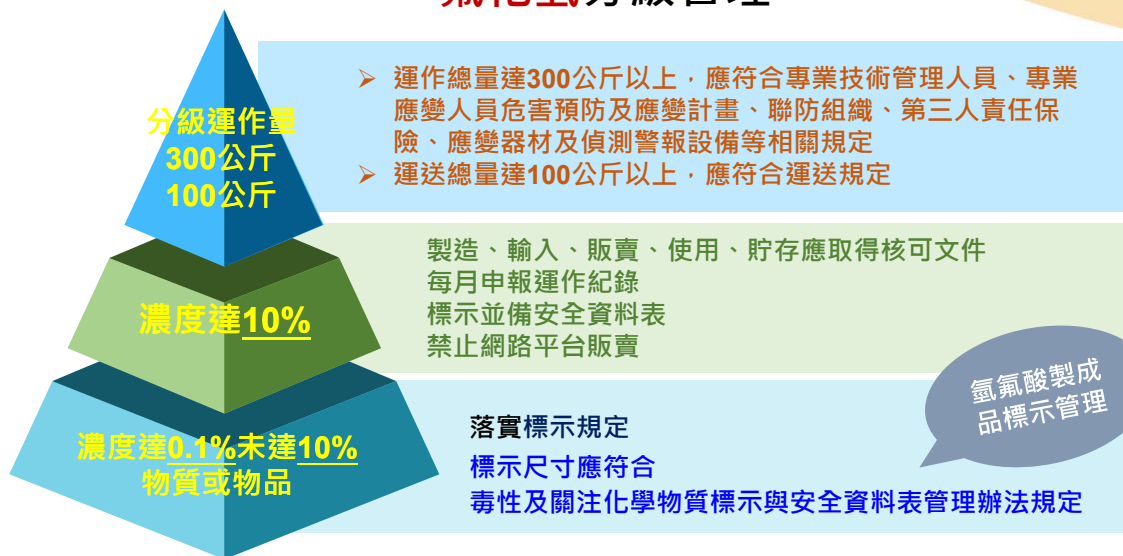 氟化氫分級管理
分級運作量
300公斤
100公斤
➢ 運作總量達300公斤以上，應符合專業技術管理人員、專業
應變人員危害預防及應變計畫、聯防組織、第三人責任保
險、應變器材及偵測警報設備等相關規定
➢ 運送總量達100公斤以上，應符合運送規定
濃度達10%
製造、輸入、販賣、使用、貯存應取得核可文件
每月申報運作紀錄
標示並備安全資料表
禁止網路平台販賣
濃度達0.1%未達10%
物質或物品
落實標示規定
標示尺寸應符合
毒性及關注化學物質標示與安全資料表管理辦法規定
氫氟酸製成
品標示管理